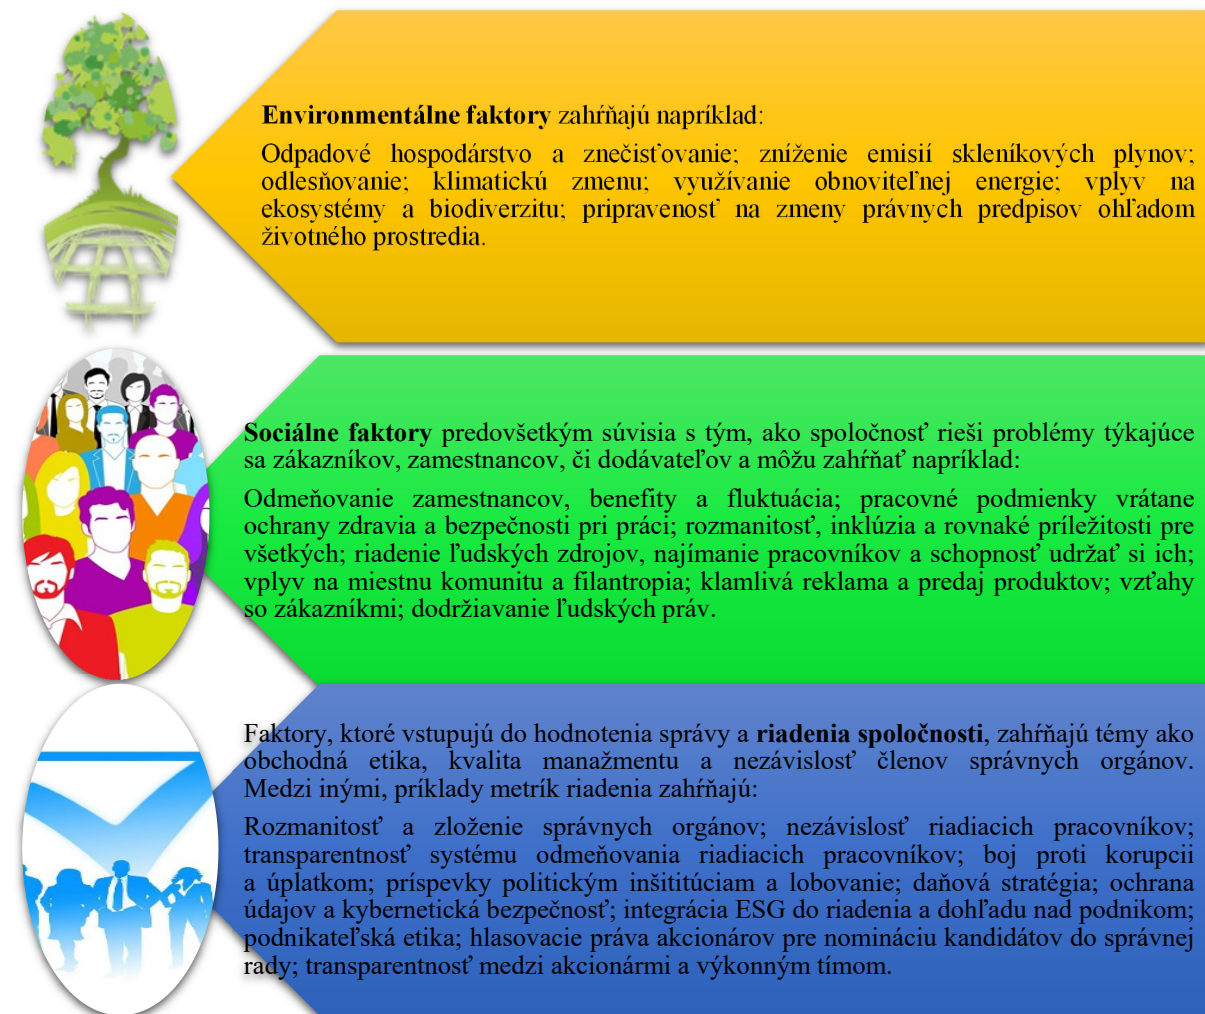 Environmentálne faktory zahŕňajú napríklad:
Odpadové hospodárstvo a znečisťovanie; zníženie emisií skleníkových plynov;
odlesňovanie; klimatickú zmenu; využívanie obnoviteľnej energie; vplyv na
ekosystémy a biodiverzitu; pripravenosť na zmeny právnych predpisov ohľadom
životného prostredia.
Sociálne faktory predovšetkým súvisia s tým, ako spoločnosť rieši problémy týkajúce
sa zákazníkov, zamestnancov, či dodávateľov a môžu zahŕňať napríklad:
Odmeňovanie zamestnancov, benefity a fluktuácia; pracovné podmienky vrátane
ochrany zdravia a bezpečnosti pri práci; rozmanitosť, inklúzia a rovnaké príležitosti pre
všetkých; riadenie ľudských zdrojov, najímanie pracovníkov a schopnosť udržať si ich;
vplyv na miestnu komunitu a filantropia; klamlivá reklama a predaj produktov; vzťahy
so zákazníkmi; dodržiavanie ľudských práv.
Faktory, ktoré vstupujú do hodnotenia správy a riadenia spoločnosti, zahŕňajú témy ako
obchodná etika, kvalita manažmentu a nezávislosť členov správnych orgánov.
Medzi inými, príklady metrík riadenia zahŕňajú:
Rozmanitosť a zloženie správnych orgánov; nezávislosť riadiacich pracovníkov;
transparentnosť systému odmeňovania riadiacich pracovníkov; boj proti korupcii
a úplatkom; príspevky politickým inšititúciam a lobovanie; daňová stratégia; ochrana
údajov a kybernetická bezpečnosť; integrácia ESG do riadenia a dohľadu nad podnikom;
podnikateľská etika; hlasovacie práva akcionárov pre nomináciu kandidátov do správnej
rady; transparentnosť medzi akcionármi a výkonným tímom.